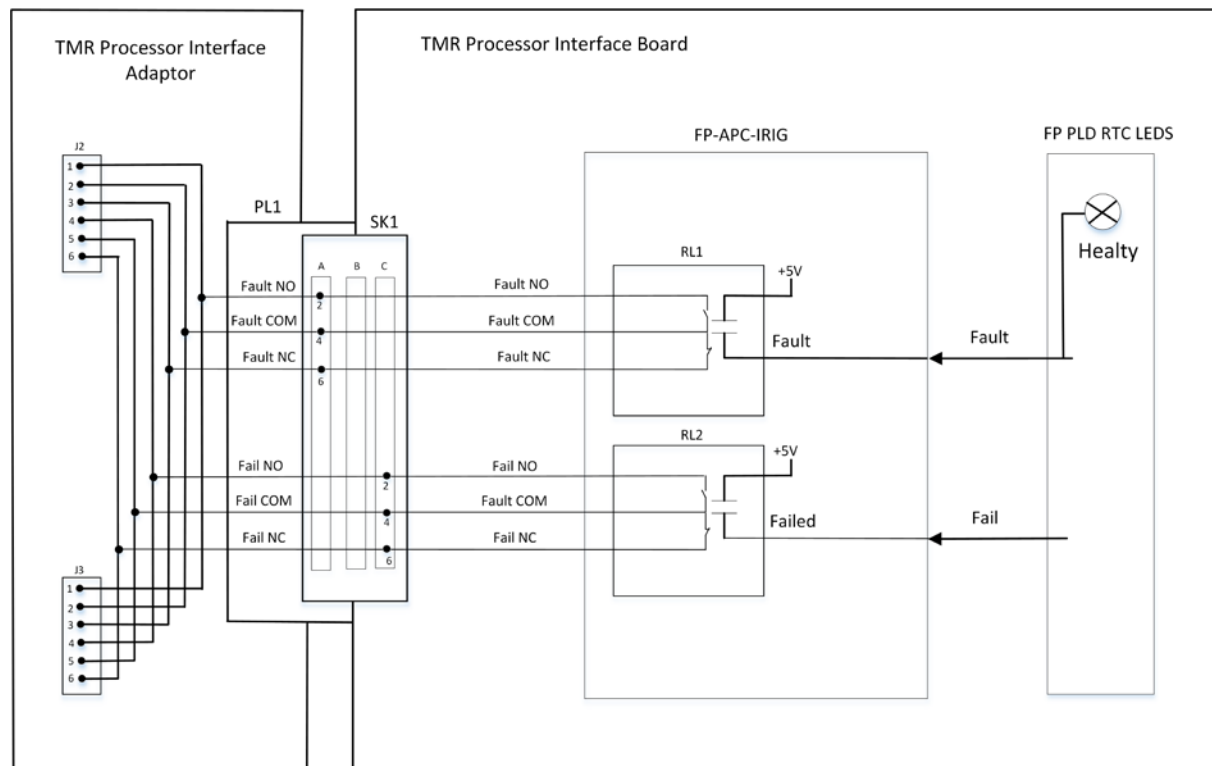 TMR Processor Interface
Adaptor
TMR Processor Interface Board
FP-APC-IRIG
FP PLD RTC LEDS
J2
1
2
3
4
5
6
PL1
SK1
A B C
Healty
RL1
+5V
Fault NO
2
Fault NO
Fault COM
4
Fault COM
Fault NC
6
Fault NC
Fault
Fault
RL2
+5V
Fail NO
2
Fail NO
Fail COM
4
Fault COM
Fail NC
6
Fail NC
Failed
Fail
J3
1
2
3
4
5
6